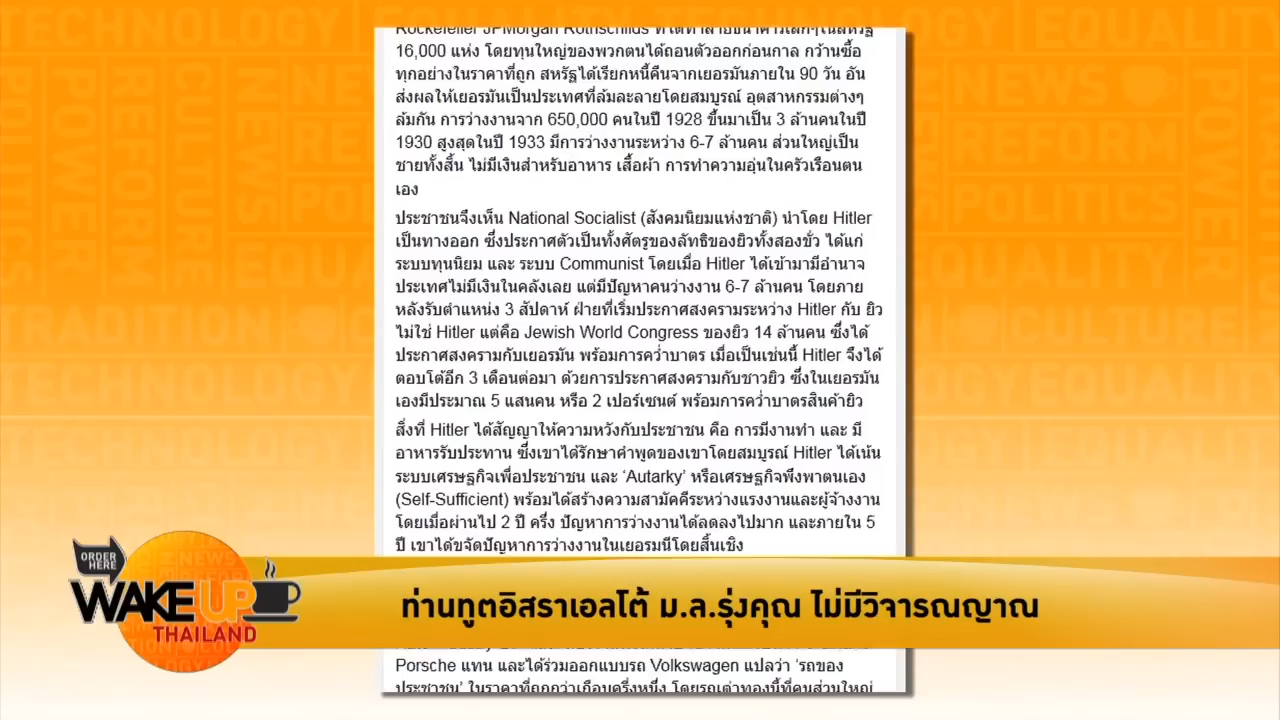 Rockefeller JPMorgan Rothschilds ที่ได้ทำลายธนาคารเล็กๆในสหรัฐ
16,000 แห่ง โดยทุนใหญ่ของพวกตนได้ถอนตัวออกก่อนกาล กว้านซื้อ
ทุกอย่างในราคาที่ถูก สหรัฐได้เรียกหนี้คืนจากเยอรมันภายใน 90 วัน อัน
ส่งผลให้เยอรมันเป็นประเทศที่ล้มละลายโดยสมบูรณ์ อุตสาหกรรมต่างๆ
ล้มกัน การว่างงานจาก 650,000 คนในปี 1928 ขึ้นมาเป็น 3 ล้านคนในปี
1930 สูงสุดในปี 1933 มีการว่างงานระหว่าง 6-7 ล้านคน ส่วนใหญ่เป็น
ชายทั้งสิ้น ไม่มีเงินสำหรับอาหาร เสื้อผ้า การทำความอุ่นในครัวเรือนตน
เอง
ประชาชนจึงเห็น National Socialist (สังคมนิยมแห่งชาติ) นำโดย Hitler
เป็นทางออก ซึ่งประกาศตัวเป็นทั้งศัตรูของลัทธิของยิวทั้งสองขั่ว ได้แก่
ระบบทุนนิยม และ ระบบ Communist โดยเมื่อ Hitler ได้เข้ามามีอำนาจ
ประเทศไม่มีเงินในคลังเลย แต่มีปัญหาคนว่างงาน 6-7 ล้านคน โดยภาย
หลังรับตำแหน่ง 3 สัปดาห์ ฝ่ายที่เริ่มประกาศสงครามระหว่าง Hitler กับ ยิว
ไม่ใช่ Hitler แต่คือ Jewish World Congress ของยิว 14 ล้านคน ซึ่งได้
ประกาศสงครามกับเยอรมัน พร้อมการคว่ำบาตร เมื่อเป็นเช่นนี้ Hitler จึงได้
ตอบโต้อีก 3 เดือนต่อมา ด้วยการประกาศสงครามกับชาวยิว ซึ่งในเยอรมัน
เองมีประมาณ 5 แสนคน หรือ 2 เปอร์เซนต์ พร้อมการคว่ำบาตรสินค้ายิว
สิ่งที่ Hitler ได้สัญญาให้ความหวังกับประชาชน คือ การมีงานทำ และ มี
อาหารรับประทาน ซึ่งเขาได้รักษาคำพูดของเขาโดยสมบูรณ์ Hitler ได้เน้น
ระบบเศรษฐกิจเพื่อประชาชน และ ‘Autarky’ หรือเศรษฐกิจพึ่งพาตนเอง
(Self-Sufficient) พร้อมได้สร้างความสามัคคีระหว่างแรงงานและผู้จ้างงาน
โดยเมื่อผ่านไป 2 ปี ครึ่ง ปัญหาการว่างงานได้ลดลงไปมาก และภายใน 5
ปี เขาได้ขจัดปัญหาการว่างงานในเยอรมนีโดยสิ้นเชิง
ORDER HERE
WAKE UP
THAILAND
ท่านทูตอิสราเอลโต้ ม.ล.รุ่งคุณ ไม่มีวิจารณญาณ
Porsche แทน และได้ร่วมออกแบบรถ Volkswagen แปลว่า ‘รถของ
ประชาชน’ ในราคาที่ถูกกว่าเกือบครึ่งหนึ่ง โดยรถเต่าทองนี้ที่คนส่วนใหญ่